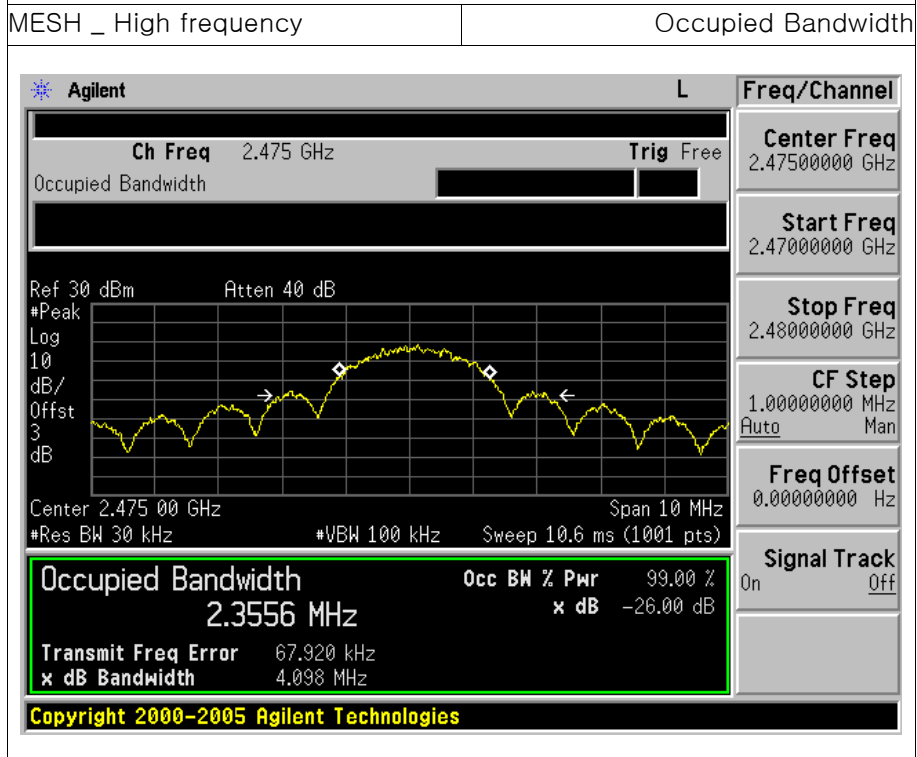 MESH _ High frequency
Occupied Bandwidth
Agilent
L
Ch Freq 2.475 GHz
Trig Free
Occupied Bandwidth
Ref 30 dBm
Atten 40 dB
#Peak
Log
10
dB/
Offst
3
dB
Center 2.475 00 GHz
Span 10 MHz
#Res BW 30 kHz
#VBW 100 kHz
Sweep 10.6 ms (1001 pts)
Occupied Bandwidth
2.3556 MHz
Occ BW % Pwr 99.00 %
x dB -26.00 dB
Transmit Freq Error 67.920 kHz
x dB Bandwidth 4.098 MHz
Copyright 2000-2005 Agilent Technologies
Freq/Channel
Center Freq
2.47500000 GHz
Start Freq
2.47000000 GHz
Stop Freq
2.48000000 GHz
CF Step
1.00000000 MHz
Auto Man
Freq Offset
0.00000000 Hz
Signal Track
On Off